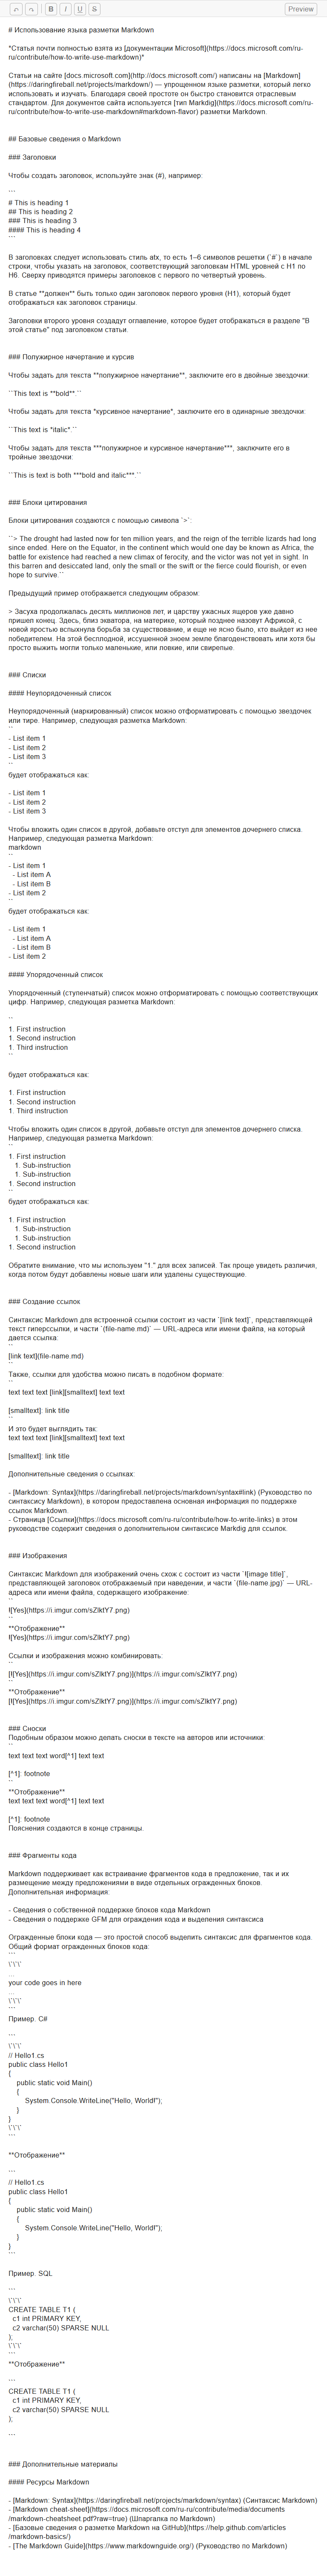 B I U S Preview
# Использование языка разметки Markdown
*Статья почти полностью взята из [документации Microsoft](https://docs.microsoft.com/ru-
ru/contribute/how-to-write-use-markdown)*
Статьи на сайте [docs.microsoft.com](http://docs.microsoft.com/) написаны на [Markdown]
(https://daringfireball.net/projects/markdown/) — упрощенном языке разметки, который легко
использовать и изучать. Благодаря своей простоте он быстро становится отраслевым
стандартом. Для документов сайта используется [тип Markdig](https://docs.microsoft.com/ru-
ru/contribute/how-to-write-use-markdown#markdown-flavor) разметки Markdown.
## Базовые сведения о Markdown
### Заголовки
Чтобы создать заголовок, используйте знак (#), например:
```
# This is heading 1
## This is heading 2
### This is heading 3
#### This is heading 4
```
В заголовках следует использовать стиль atx, то есть 1–6 символов решетки (`#`) в начале
строки, чтобы указать на заголовок, соответствующий заголовкам HTML уровней с H1 по
H6. Сверху приводятся примеры заголовков с первого по четвертый уровень.
В статье **должен** быть только один заголовок первого уровня (H1), который будет
отображаться как заголовок страницы.
Заголовки второго уровня создадут оглавление, которое будет отображаться в разделе "В
этой статье" под заголовком статьи.
### Полужирное начертание и курсив
Чтобы задать для текста **полужирное начертание**, заключите его в двойные звездочки:
``This text is **bold**.``
Чтобы задать для текста *курсивное начертание*, заключите его в одинарные звездочки:
``This text is *italic*.``
Чтобы задать для текста ***полужирное и курсивное начертание***, заключите его в
тройные звездочки:
``This is text is both ***bold and italic***.``
### Блоки цитирования
Блоки цитирования создаются с помощью символа `>`:
``> The drought had lasted now for ten million years, and the reign of the terrible lizards had long
since ended. Here on the Equator, in the continent which would one day be known as Africa, the
battle for existence had reached a new climax of ferocity, and the victor was not yet in sight. In
this barren and desiccated land, only the small or the swift or the fierce could flourish, or even
hope to survive.``
Предыдущий пример отображается следующим образом:
> Засуха продолжалась десять миллионов лет, и царству ужасных ящеров уже давно
пришел конец. Здесь, близ экватора, на материке, который позднее назовут Африкой, с
новой яростью вспыхнула борьба за существование, и еще не ясно было, кто выйдет из нее
победителем. На этой бесплодной, иссушенной зноем земле благоденствовать или хотя бы
просто выжить могли только маленькие, или ловкие, или свирепые.
### Списки
#### Неупорядоченный список
Неупорядоченный (маркированный) список можно отформатировать с помощью звездочек
или тире. Например, следующая разметка Markdown:
``
- List item 1
- List item 2
- List item 3
``
будет отображаться как:
- List item 1
- List item 2
- List item 3
Чтобы вложить один список в другой, добавьте отступ для элементов дочернего списка.
Например, следующая разметка Markdown:
markdown
``
- List item 1
- List item A
- List item B
- List item 2
``
будет отображаться как:
- List item 1
- List item A
- List item B
- List item 2
#### Упорядоченный список
Упорядоченный (ступенчатый) список можно отформатировать с помощью соответствующих
цифр. Например, следующая разметка Markdown:
``
1. First instruction
1. Second instruction
1. Third instruction
``
будет отображаться как:
1. First instruction
1. Second instruction
1. Third instruction
Чтобы вложить один список в другой, добавьте отступ для элементов дочернего списка.
Например, следующая разметка Markdown:
``
1. First instruction
1. Sub-instruction
1. Sub-instruction
1. Second instruction
``
будет отображаться как:
1. First instruction
1. Sub-instruction
1. Sub-instruction
1. Second instruction
Обратите внимание, что мы используем "1." для всех записей. Так проще увидеть различия,
когда потом будут добавлены новые шаги или удалены существующие.
### Создание ссылок
Синтаксис Markdown для встроенной ссылки состоит из части `[link text]`, представляющей
текст гиперссылки, и части `(file-name.md)` — URL-адреса или имени файла, на который
дается ссылка:
``
[link text](file-name.md)
``
Также, ссылки для удобства можно писать в подобном формате:
``
text text text [link][smalltext] text text
[smalltext]: link title
``
И это будет выглядить так:
text text text [link][smalltext] text text
[smalltext]: link title
Дополнительные сведения о ссылках:
- [Markdown: Syntax](https://daringfireball.net/projects/markdown/syntax#link) (Руководство по
синтаксису Markdown), в котором предоставлена основная информация по поддержке
ссылок Markdown.
- Страница [Ссылки](https://docs.microsoft.com/ru-ru/contribute/how-to-write-links) в этом
руководстве содержит сведения о дополнительном синтаксисе Markdig для ссылок.
### Изображения
Синтаксис Markdown для изображений очень схож с состоит из части `![image title]`,
представляющей заголовок отображаемый при наведении, и части `(file-name.jpg)` — URL-
адреса или имени файла, содержащего изображение:
``
![Yes](https://i.imgur.com/sZlktY7.png)
``
**Отображение**
![Yes](https://i.imgur.com/sZlktY7.png)
Ссылки и изображения можно комбинировать:
``
[![Yes](https://i.imgur.com/sZlktY7.png)](https://i.imgur.com/sZlktY7.png)
``
**Отображение**
[![Yes](https://i.imgur.com/sZlktY7.png)](https://i.imgur.com/sZlktY7.png)
### Сноски
Подобным образом можно делать сноски в тексте на авторов или источники:
``
text text text word[^1] text text
[^1]: footnote
``
**Отображение**
text text text word[^1] text text
[^1]: footnote
Пояснения создаются в конце страницы.
### Фрагменты кода
Markdown поддерживает как встраивание фрагментов кода в предложение, так и их
размещение между предложениями в виде отдельных огражденных блоков.
Дополнительная информация:
- Сведения о собственной поддержке блоков кода Markdown
- Сведения о поддержке GFM для ограждения кода и выделения синтаксиса
Огражденные блоки кода — это простой способ выделить синтаксис для фрагментов кода.
Общий формат огражденных блоков кода:
```
\`\`\`
...
your code goes in here
...
\`\`\`
```
Пример. C#
```
\`\`\`
// Hello1.cs
public class Hello1
{
public static void Main()
{
System.Console.WriteLine("Hello, World!");
}
}
\`\`\`
```
**Отображение**
```
// Hello1.cs
public class Hello1
{
public static void Main()
{
System.Console.WriteLine("Hello, World!");
}
}
```
Пример. SQL
```
\`\`\`
CREATE TABLE T1 (
c1 int PRIMARY KEY,
c2 varchar(50) SPARSE NULL
);
\`\`\`
```
**Отображение**
```
CREATE TABLE T1 (
c1 int PRIMARY KEY,
c2 varchar(50) SPARSE NULL
);
```
### Дополнительные материалы
#### Ресурсы Markdown
- [Markdown: Syntax](https://daringfireball.net/projects/markdown/syntax) (Синтаксис Markdown)
- [Markdown cheat-sheet](https://docs.microsoft.com/ru-ru/contribute/media/documents
/markdown-cheatsheet.pdf?raw=true) (Шпаргалка по Markdown)
- [Базовые сведения о разметке Markdown на GitHub](https://help.github.com/articles
/markdown-basics/)
- [The Markdown Guide](https://www.markdownguide.org/) (Руководство по Markdown)